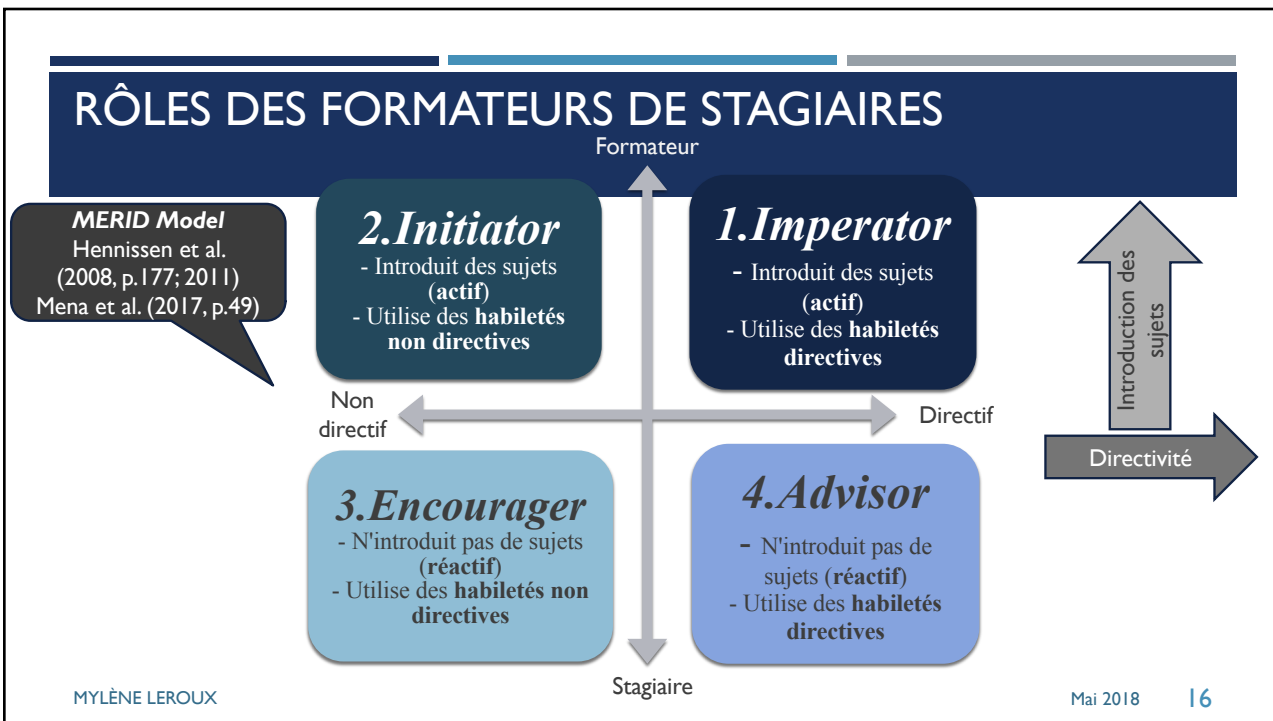 RÔLES DES FORMATEURS DE STAGIAIRES
Formateur
MERID Model
Hennissen et al.
(2008, p.177; 2011)
Mena et al. (2017, p.49)
2.Initiator
- Introduit des sujets
(actif)
- Utilise des habiletés
non directives
1.Imperator
- Introduit des sujets
(actif)
- Utilise des habiletés
directives
Introduction des
sujets
Non
directif
Directif
Directivité
3.Encourager
- N'introduit pas de sujets
(réactif)
- Utilise des habiletés non
directives
4.Advisor
- N'introduit pas de
sujets (réactif)
- Utilise des habiletés
directives
Stagiaire
MYLÈNE LEROUX
Mai 2018
16